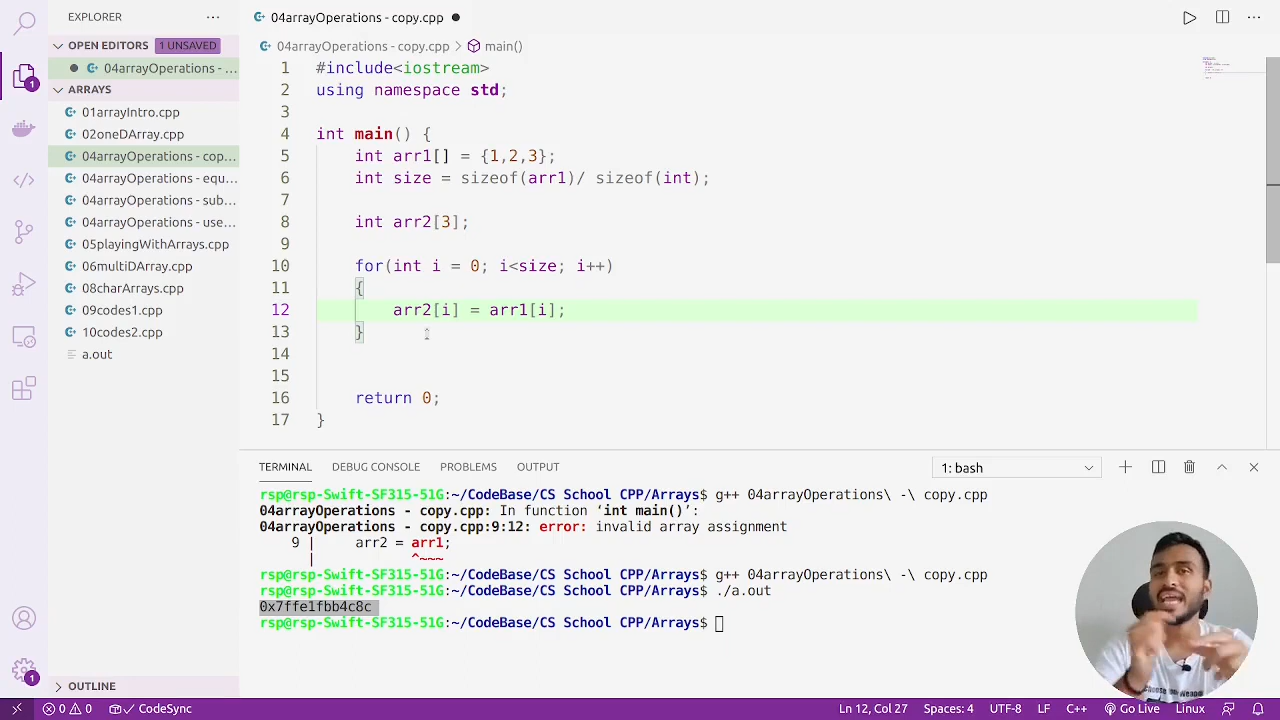 EXPLORER ···
OPEN EDITORS 1 UNSAVED
04arrayOperations - ...
ARRAYS
01arrayIntro.cpp
02oneDArray.cpp
04arrayOperations - cop...
04arrayOperations - equ...
04arrayOperations - sub...
04arrayOperations - use...
05playingWithArrays.cpp
06multiDArray.cpp
08charArrays.cpp
09codes1.cpp
10codes2.cpp
a.out
OUTLINE
04arrayOperations - copy.cpp
04arrayOperations - copy.cpp > main()
1 #include<iostream>
2 using namespace std;
3
4 int main() {
5 int arr1[] = {1,2,3};
6 int size = sizeof(arr1)/ sizeof(int);
7
8 int arr2[3];
9
10 for(int i = 0; i<size; i++)
11 {
12 arr2[i] = arr1[i];
13 }
14
15
16 return 0;
17 }
TERMINAL DEBUG CONSOLE PROBLEMS OUTPUT 1: bash
rsp@rsp-Swift-SF315-51G:~/CodeBase/CS School CPP/Arrays$ g++ 04arrayOperations\ -\ copy.cpp
04arrayOperations - copy.cpp: In function ‘int main()’:
04arrayOperations - copy.cpp:9:12: error: invalid array assignment
9 | arr2 = arr1;
| ^~~~
rsp@rsp-Swift-SF315-51G:~/CodeBase/CS School CPP/Arrays$ g++ 04arrayOperations\ -\ copy.cpp
rsp@rsp-Swift-SF315-51G:~/CodeBase/CS School CPP/Arrays$ ./a.out
0x7ffe1fbb4c8c
rsp@rsp-Swift-SF315-51G:~/CodeBase/CS School CPP/Arrays$
Choose
0 0 CodeSync Ln 12, Col 27 Spaces: 4 UTF-8 LF C++ Go Live Linux
1
1